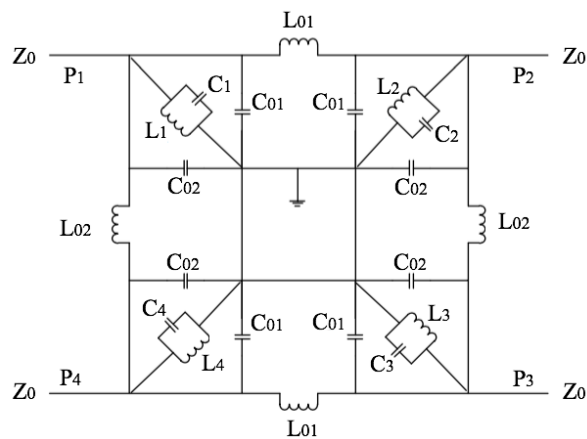 L01
Z0 P1 C1 C01 C01 L2 P2 Z0
L1 C2
C02 C02
L02 L02
C02 C02
C4 L3
L4 C01 C01 C3
Z0 P4 P3 Z0
L01